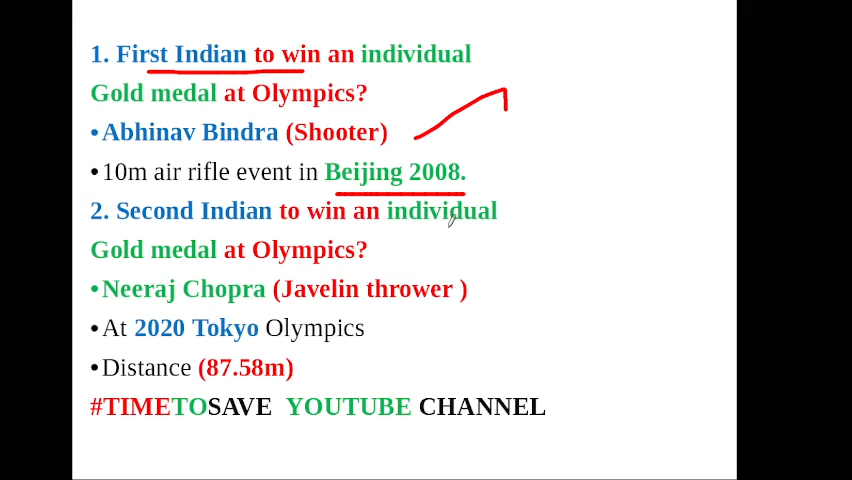 1. First Indian to win an individual
Gold medal at Olympics?
•Abhinav Bindra (Shooter)
•10m air rifle event in Beijing 2008.
2. Second Indian to win an individual
Gold medal at Olympics?
•Neeraj Chopra (Javelin thrower )
•At 2020 Tokyo Olympics
•Distance (87.58m)
#TIMETOSAVE YOUTUBE CHANNEL